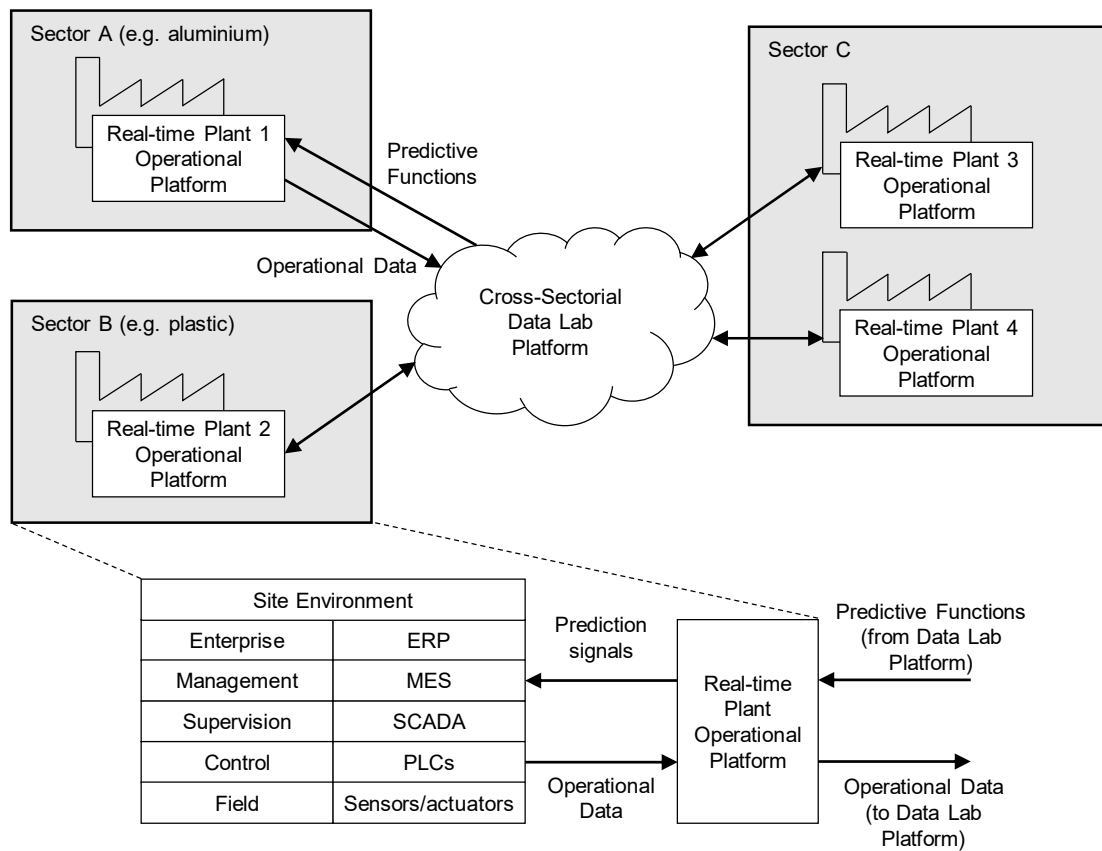 Sector A (e.g. aluminium)
Real-time Plant 1
Operational
Platform
Predictive
Functions
Operational Data
Sector B (e.g. plastic)
Real-time Plant 2
Operational
Platform
Cross-Sectorial
Data Lab
Platform
Sector C
Real-time Plant 3
Operational
Platform
Real-time Plant 4
Operational
Platform
Site Environment
Enterprise ERP
Management MES
Supervision SCADA
Control PLCs
Field Sensors/actuators
Prediction
signals
Operational
Data
Real-time
Plant
Operational
Platform
Predictive Functions
(from Data Lab
Platform)
Operational Data
(to Data Lab
Platform)